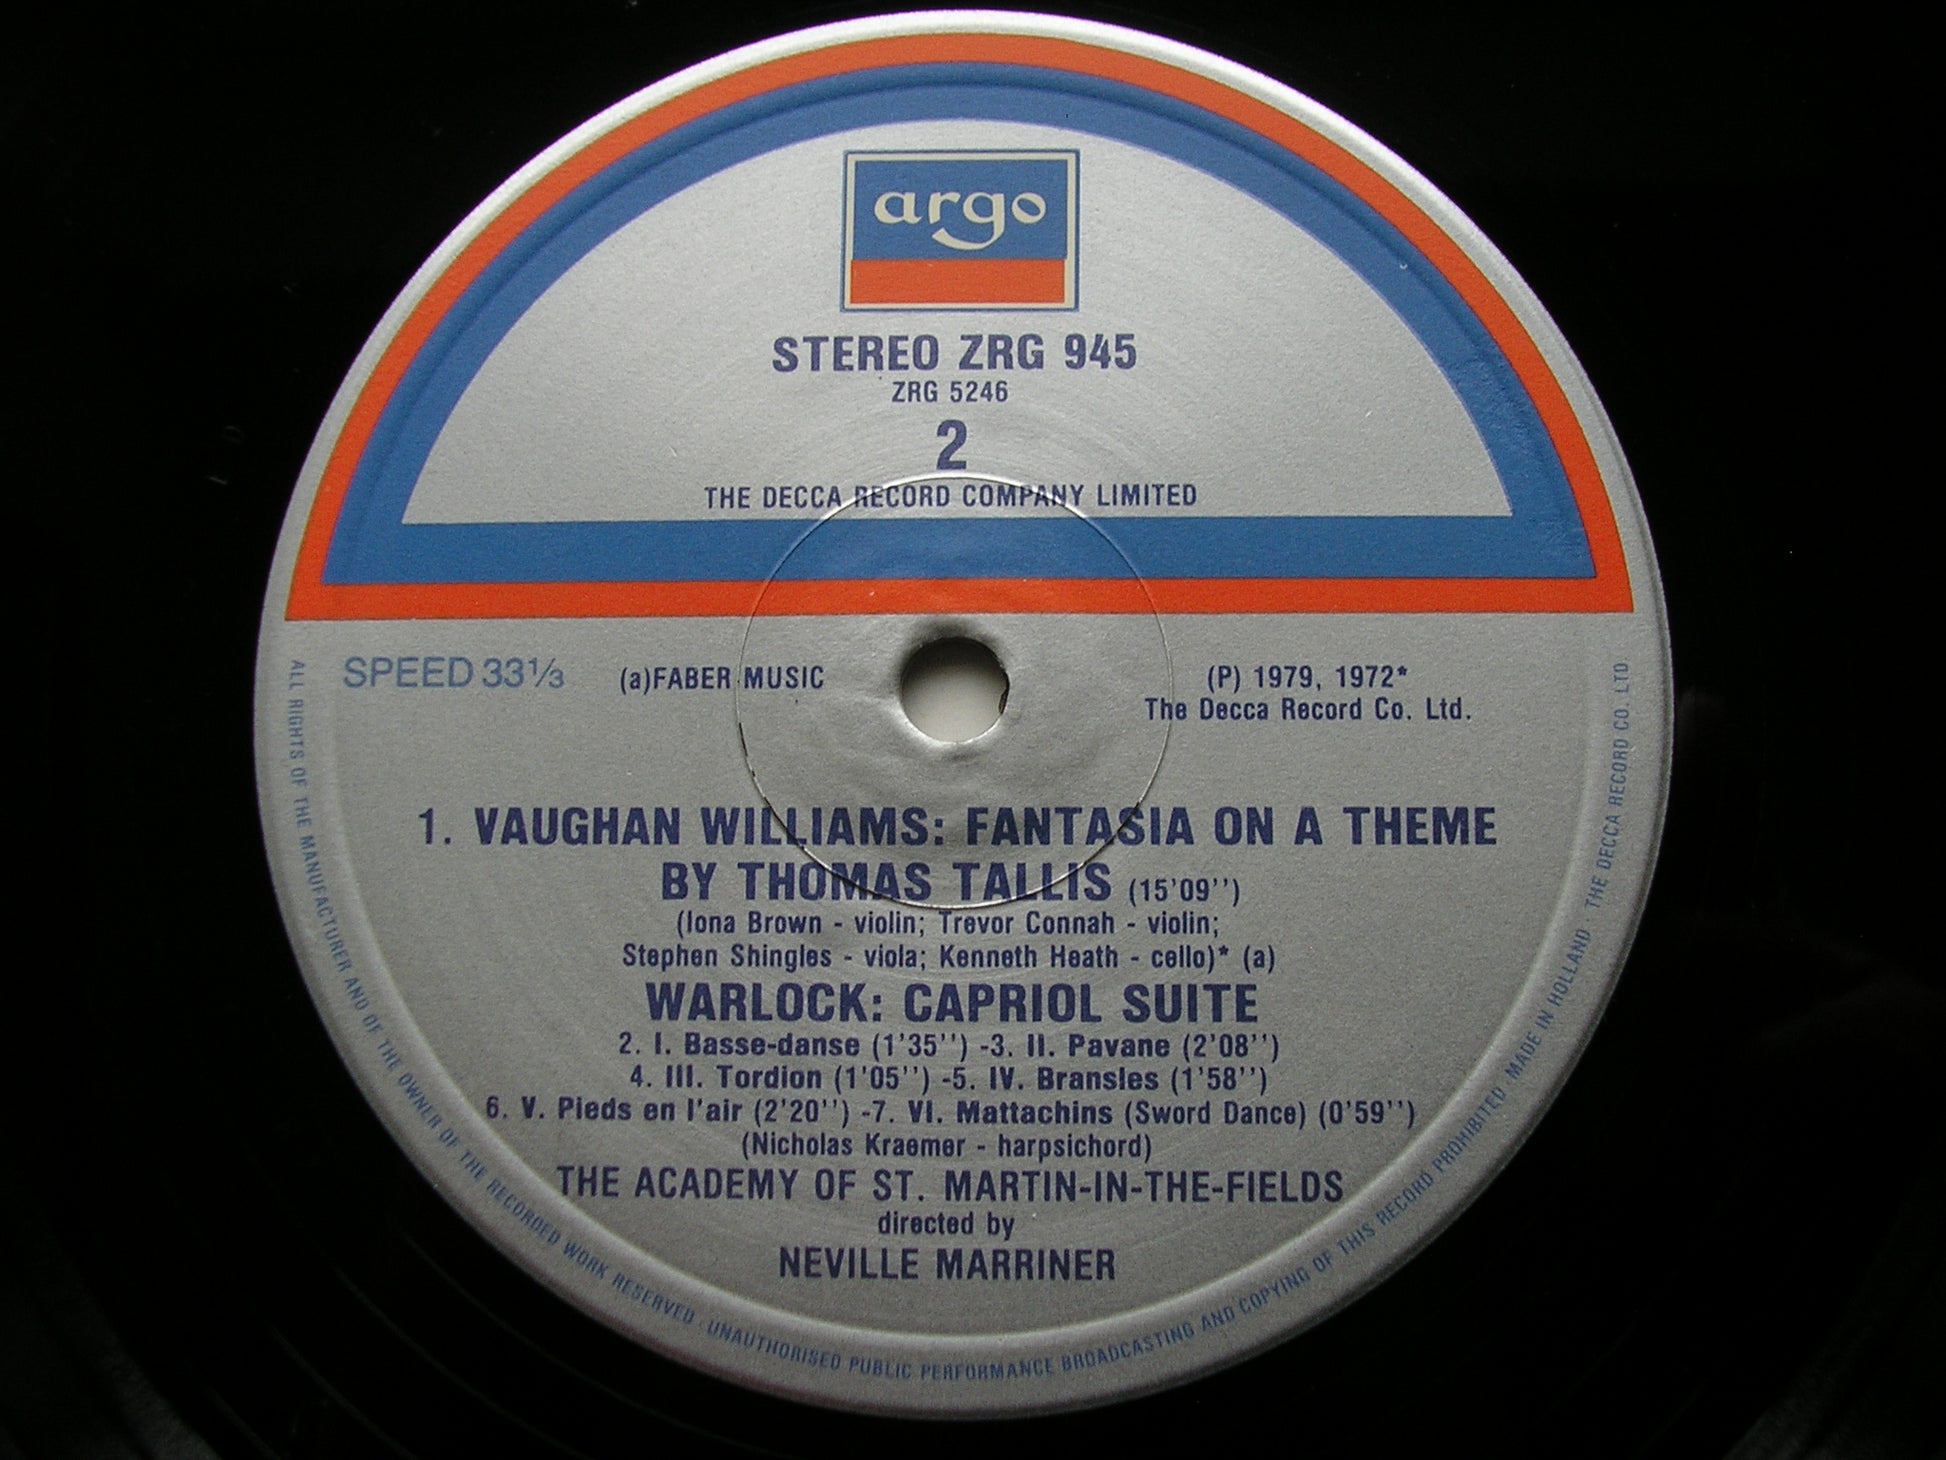 argo
STEREO ZRG 945
ZRG 5246
2
THE DECCA RECORD COMPANY LIMITED
SPEED 33⅓
(a)FABER MUSIC
(P) 1979, 1972*
The Decca Record Co. Ltd.
1. VAUGHAN WILLIAMS: FANTASIA ON A THEME
BY THOMAS TALLIS (15'09'')
(Iona Brown - violin; Trevor Connah - violin;
Stephen Shingles - viola; Kenneth Heath - cello)* (a)
WARLOCK: CAPRIOL SUITE
2. I. Basse-danse (1'35'') -3. II. Pavane (2'08'')
4. III. Tordion (1'05'') -5. IV. Bransles (1'58'')
6. V. Pieds en l'air (2'20'') -7. VI. Mattachins (Sword Dance) (0'59'')
(Nicholas Kraemer - harpsichord)
THE ACADEMY OF ST. MARTIN-IN-THE-FIELDS
directed by
NEVILLE MARRINER
ALL RIGHTS OF THE MANUFACTURER AND OF THE OWNER OF THE RECORDED WORK RESERVED · UNAUTHORISED PUBLIC PERFORMANCE BROADCASTING AND COPYING OF THIS RECORD PROHIBITED MADE IN HOLLAND · THE DECCA RECORD CO. LTD.